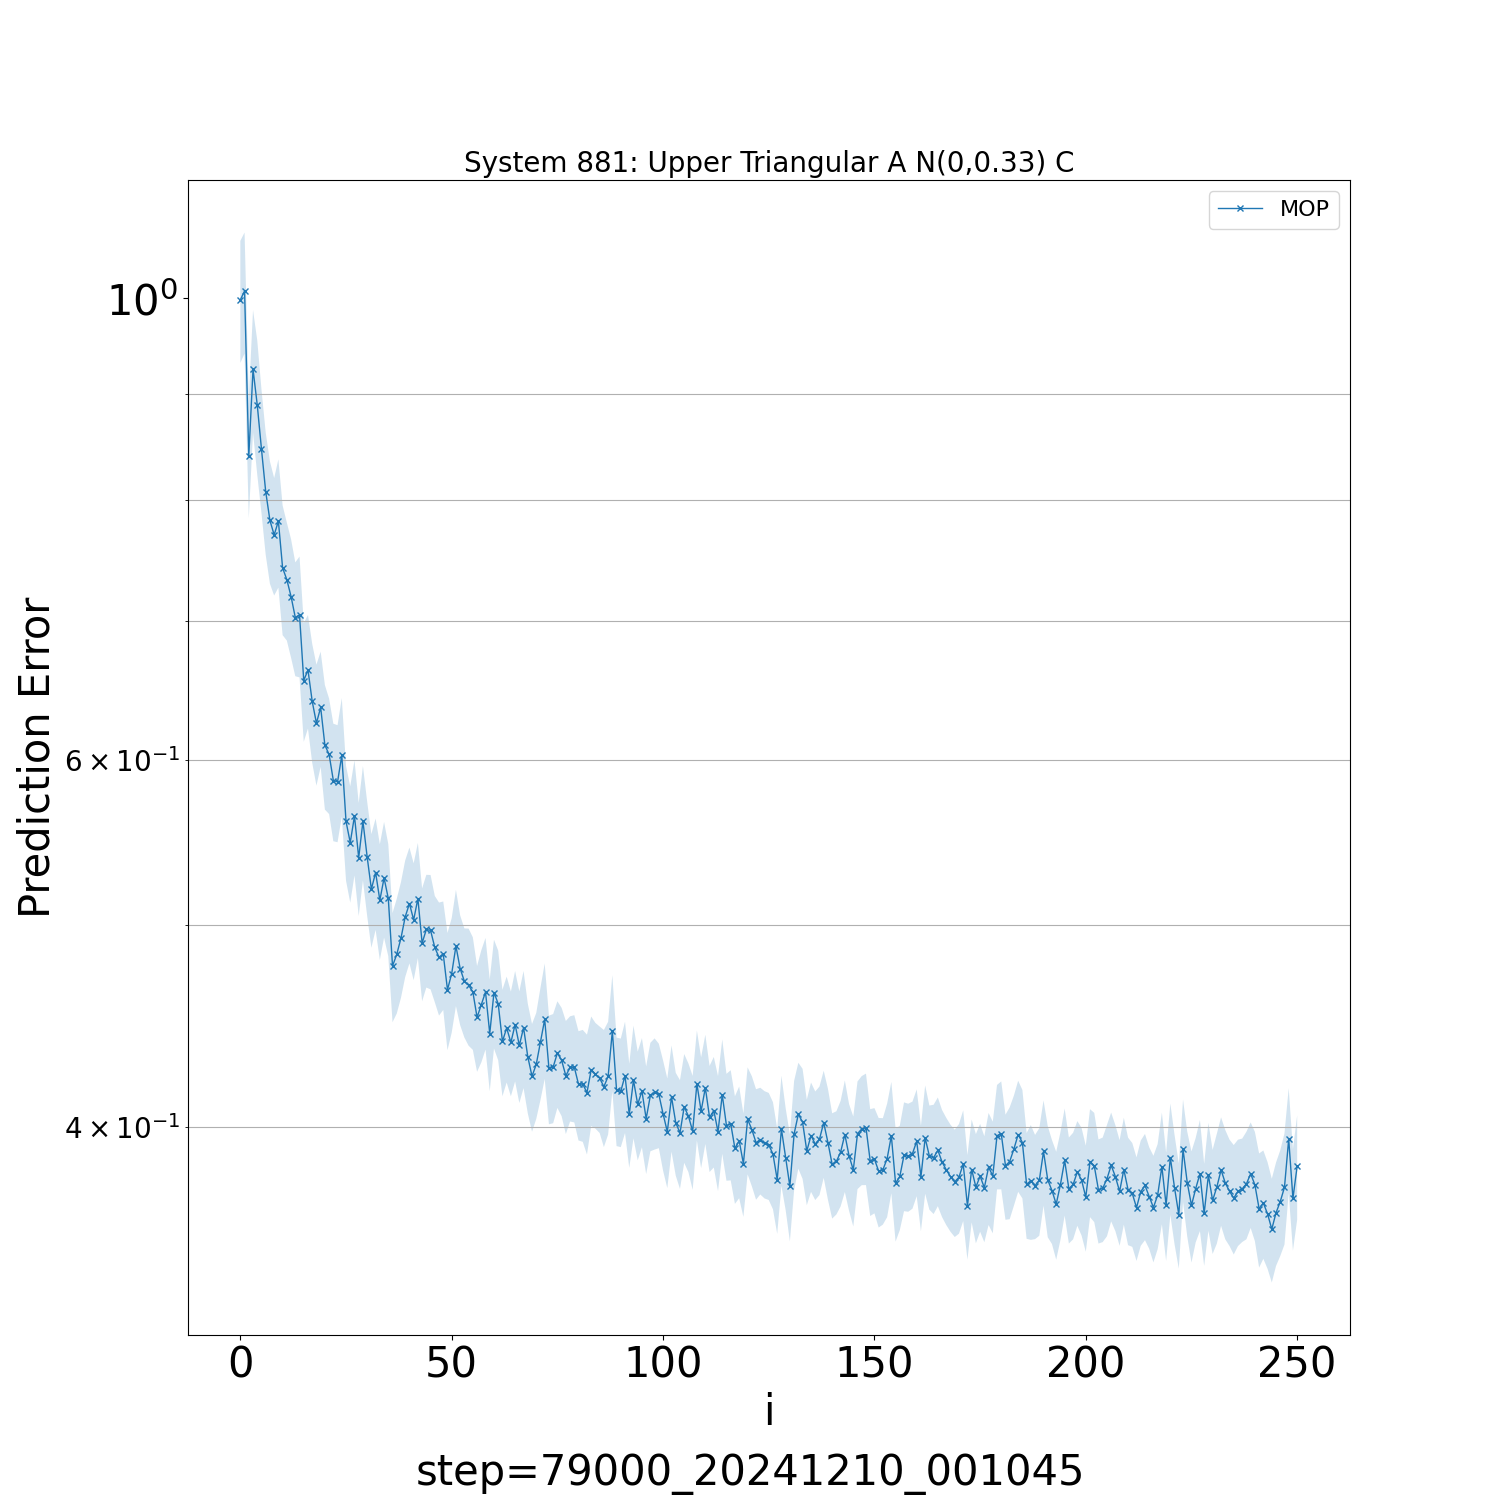 System 881: Upper Triangular A N(0,0.33) C
MOP
10⁰
6 × 10⁻¹
4 × 10⁻¹
Prediction Error
0 50 100 150 200 250
i
step=79000_20241210_001045